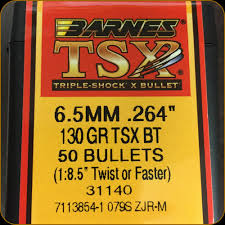 BARNES
TSX
TRIPLE-SHOCK X BULLET
6.5MM .264"
130 GR TSX BT
50 BULLETS
(1:8.5" Twist or Faster)
31140
7113854-1 079S ZJR-M